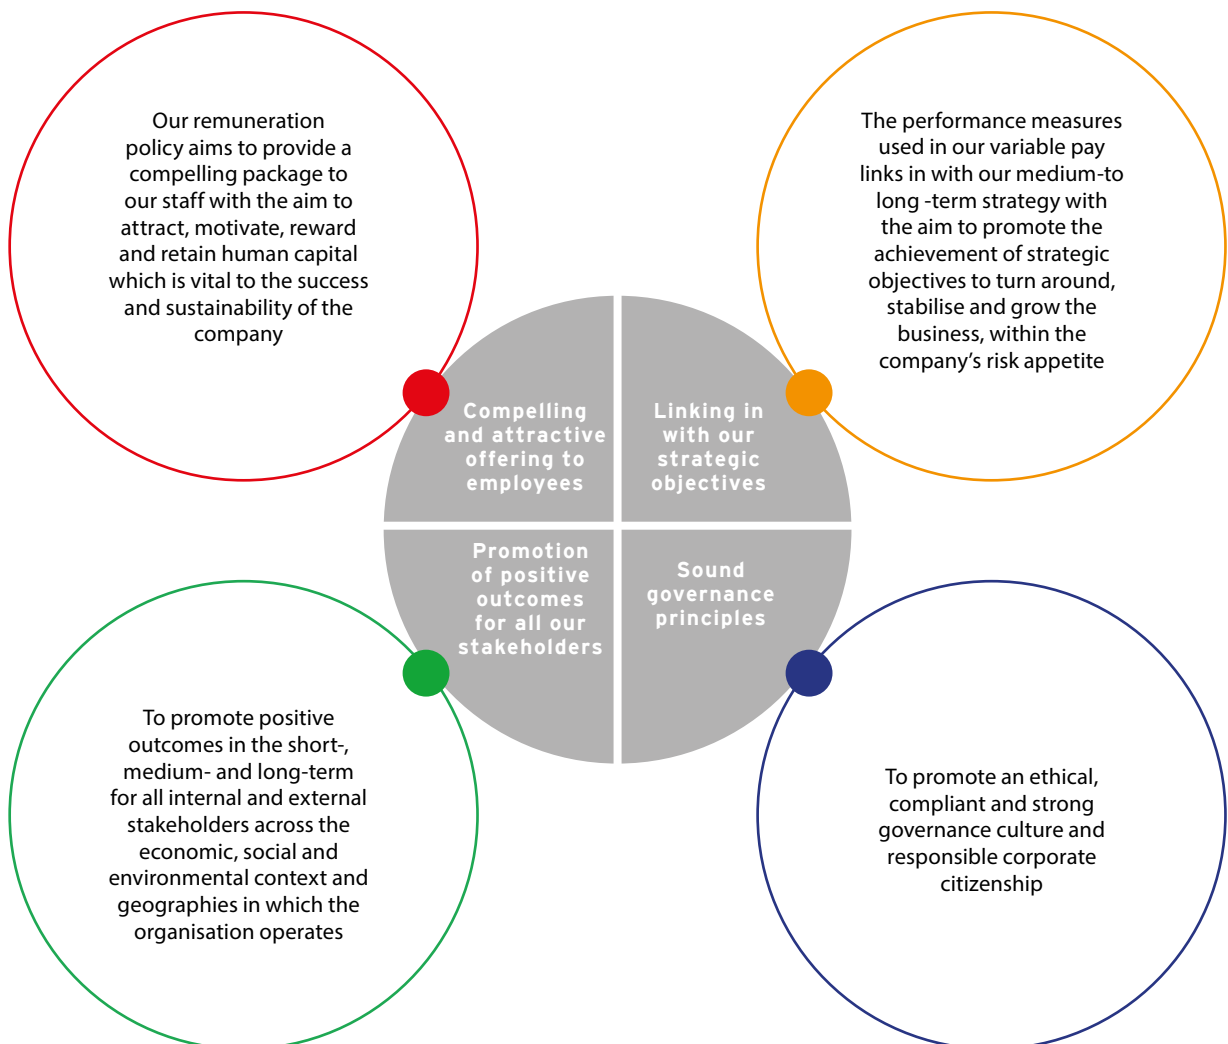 Our remuneration
policy aims to provide a
compelling package to
our staff with the aim to
attract, motivate, reward
and retain human capital
which is vital to the success
and sustainability of the
company
The performance measures
used in our variable pay
links in with our medium-to
long -term strategy with
the aim to promote the
achievement of strategic
objectives to turn around,
stabilise and grow the
business, within the
company’s risk appetite
Compelling
and attractive
offering to
employees
Linking in
with our
strategic
objectives
Promotion
of positive
outcomes
for all our
stakeholders
Sound
governance
principles
To promote positive
outcomes in the short-,
medium- and long-term
for all internal and external
stakeholders across the
economic, social and
environmental context and
geographies in which the
organisation operates
To promote an ethical,
compliant and strong
governance culture and
responsible corporate
citizenship